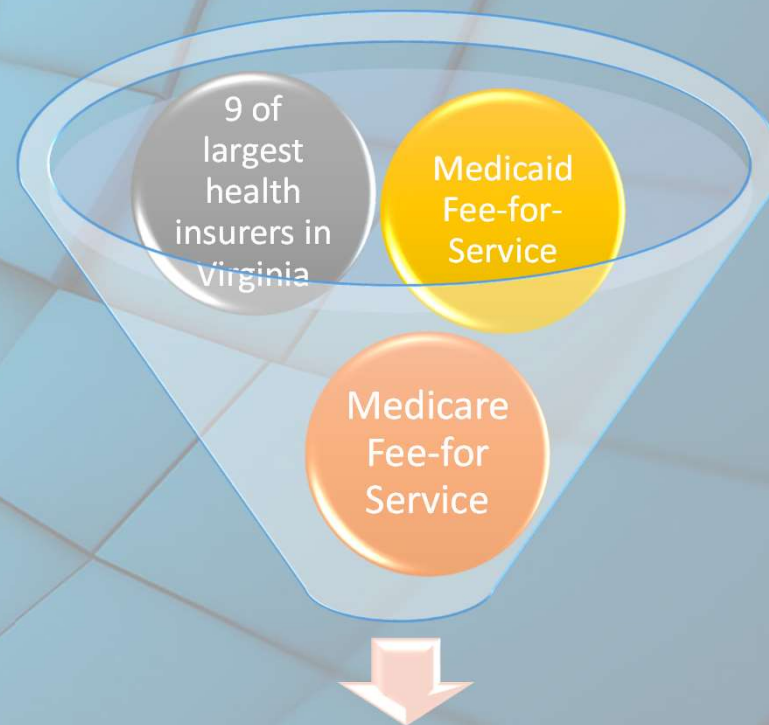 9 of
largest
health
insurers in
Virginia
Medicaid
Fee-for-
Service
Medicare
Fee-for
Service